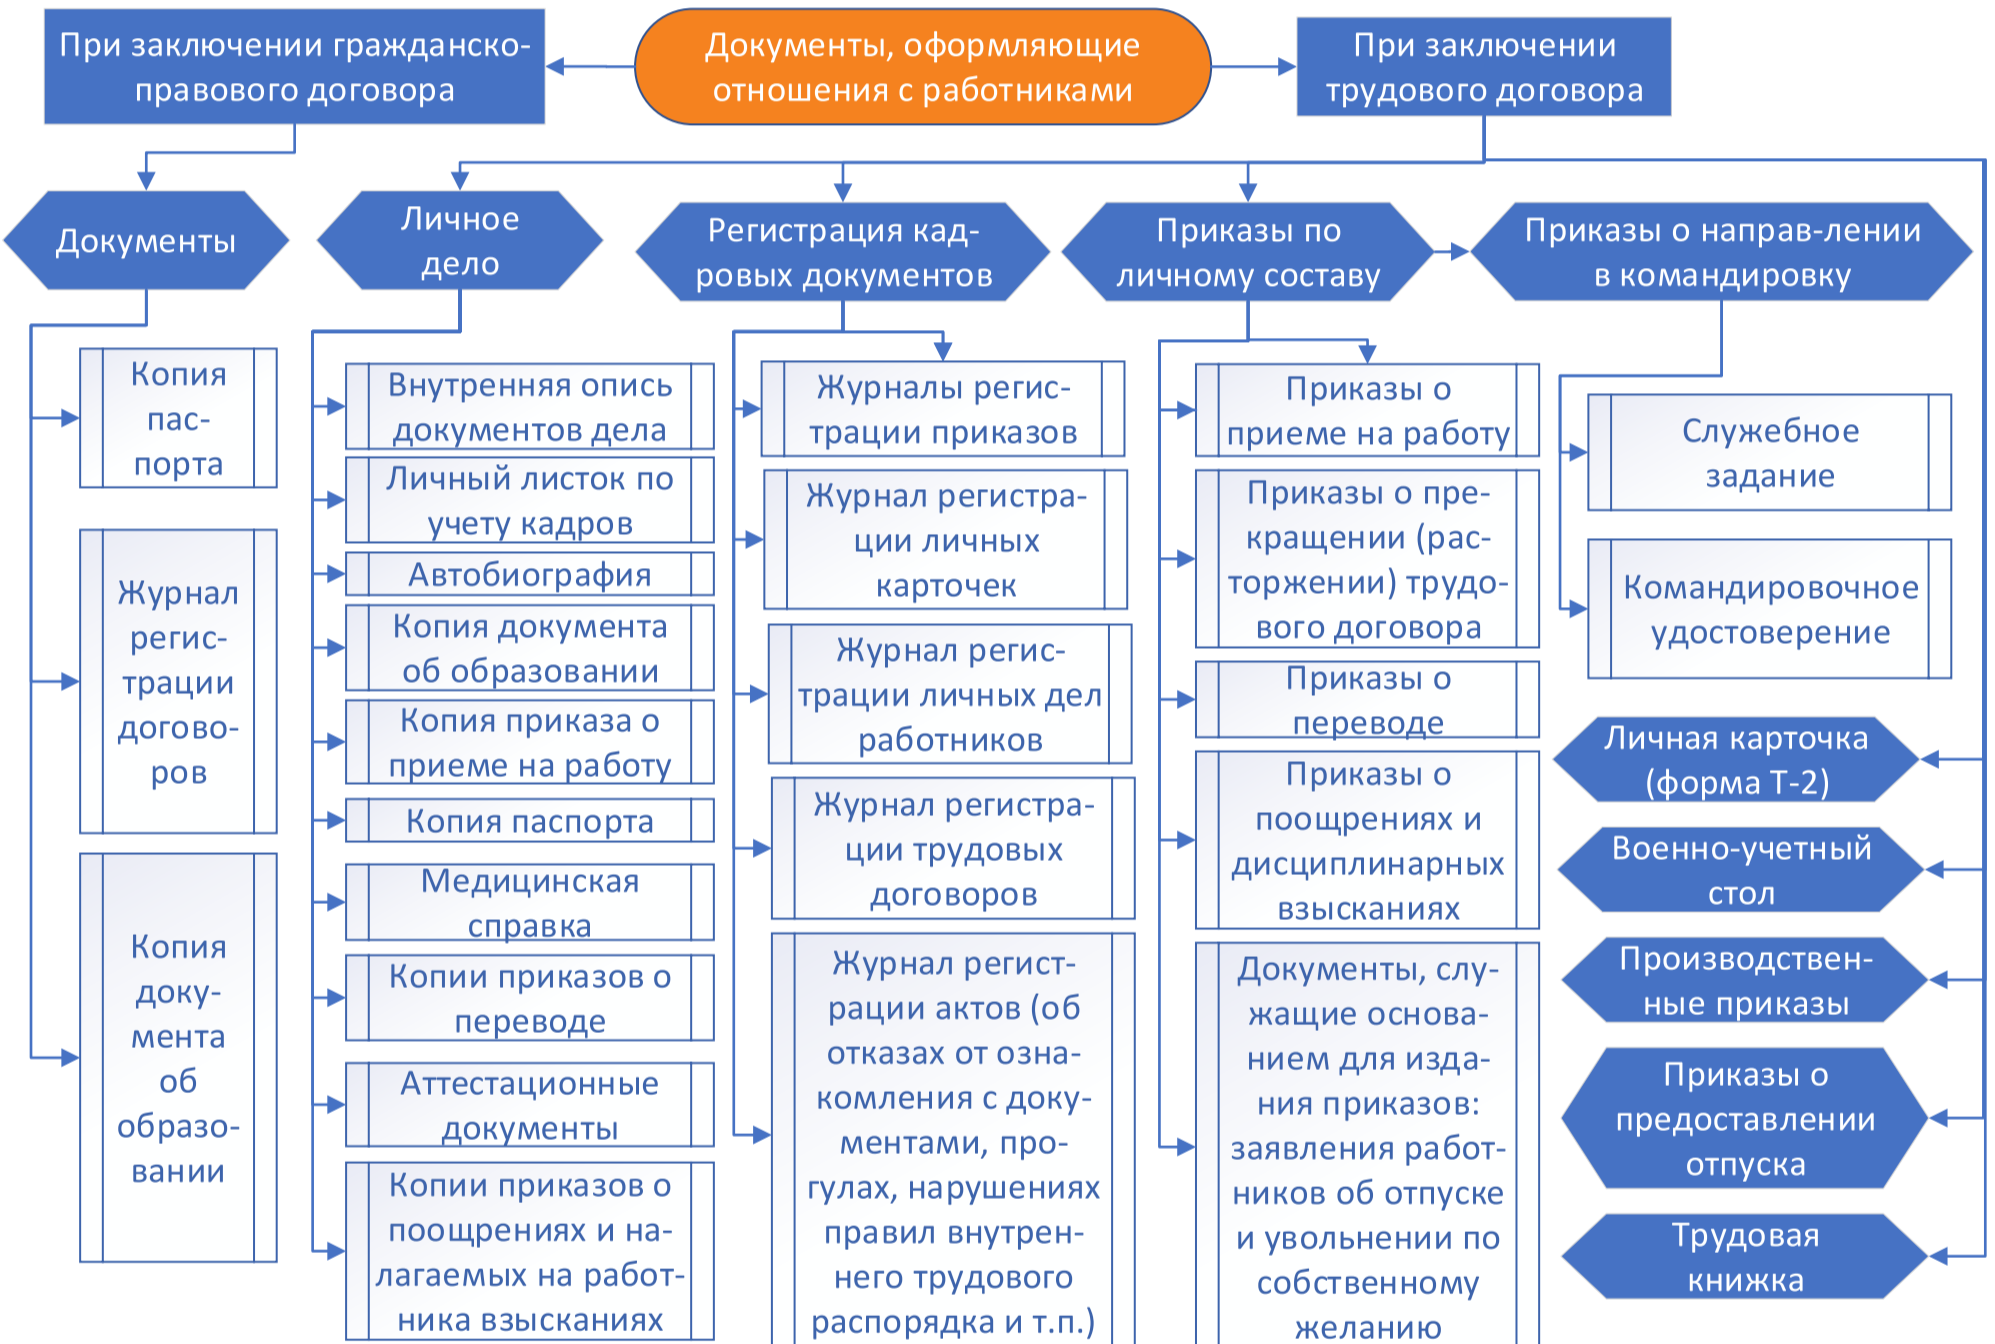 При заключении гражданско-
правового договора
Документы, оформляющие
отношения с работниками
При заключении
трудового договора
Документы
Личное
дело
Регистрация кад-
ровых документов
Приказы по
личному составу
Приказы о направ-лении
в командировку
Копия
пас-
порта
Журнал
регис-
трации
догово-
ров
Копия
доку-
мента
об
образо-
вании
Внутренняя опись
документов дела
Личный листок по
учету кадров
Автобиография
Копия документа
об образовании
Копия приказа о
приеме на работу
Копия паспорта
Медицинская
справка
Копии приказов о
переводе
Аттестационные
документы
Копии приказов о
поощрениях и на-
лагаемых на работ-
ника взысканиях
Журналы регис-
трации приказов
Журнал регистра-
ции личных
карточек
Журнал регис-
трации личных дел
работников
Журнал регистра-
ции трудовых
договоров
Журнал регист-
рации актов (об
отказах от озна-
комления с доку-
ментами, про-
гулах, нарушениях
правил внутрен-
него трудового
распорядка и т.п.)
Приказы о
приеме на работу
Приказы о пре-
кращении (рас-
торжении) трудо-
вого договора
Приказы о
переводе
Приказы о
поощрениях и
дисциплинарных
взысканиях
Документы, слу-
жащие основа-
нием для изда-
ния приказов:
заявления работ-
ников об отпуске
и увольнении по
собственному
желанию
Служебное
задание
Командировочное
удостоверение
Личная карточка
(форма Т-2)
Военно-учетный
стол
Производствен-
ные приказы
Приказы о
предоставлении
отпуска
Трудовая
книжка